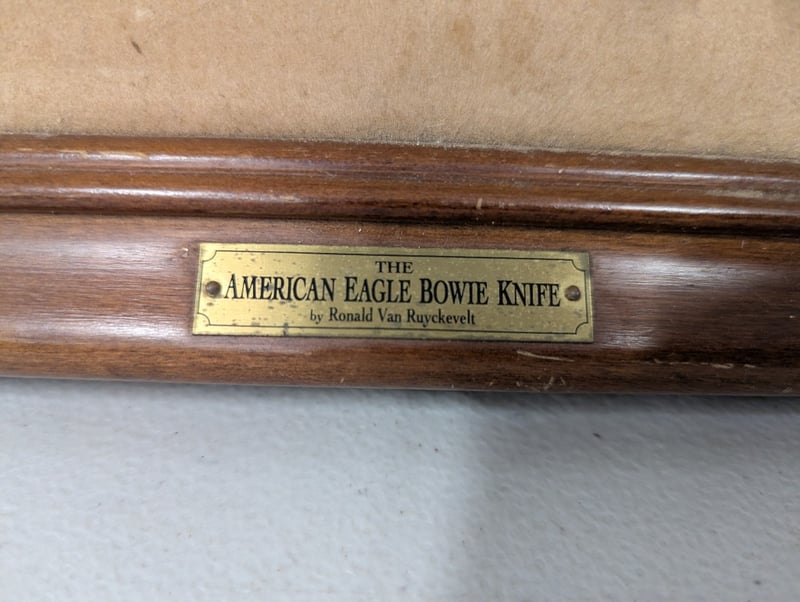 THE
AMERICAN EAGLE BOWIE KNIFE
by Ronald Van Ruyckevelt